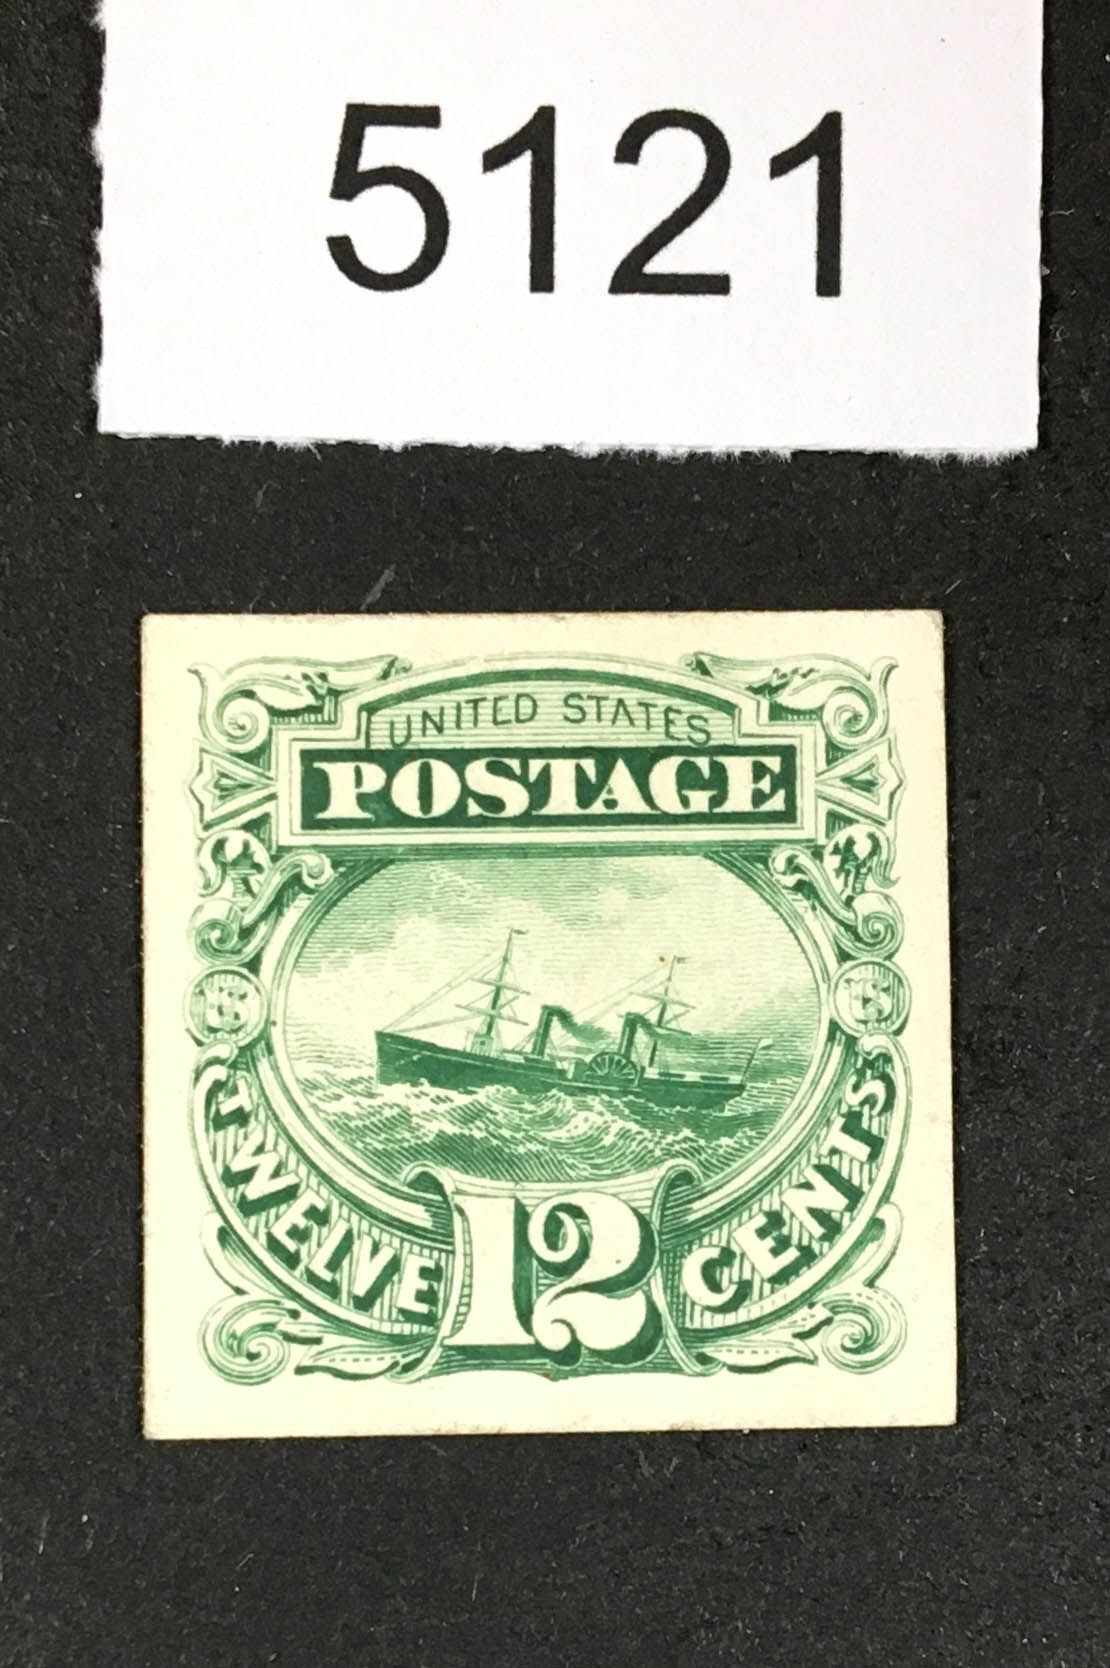 5121
UNITED STATES
POSTAGE
U S
U S
TWELVE 12 CENTS